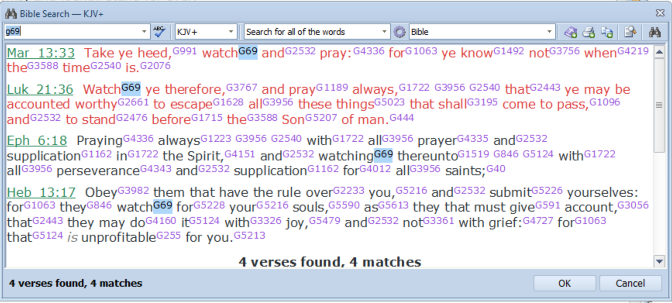 Bible Search — KJV+
g69 KJV+ Search for all of the words Bible
Mar 13:33 Take ye heed,G991 watchG69 andG2532 pray:G4336 forG1063 ye knowG1492 notG3756 whenG4219
theG3588 timeG2540 is.G2076
Luk 21:36 WatchG69 ye therefore,G3767 and prayG1189 always,G1722 G3956 G2540 thatG2443 ye may be
accounted worthyG2661 to escapeG1628 allG3956 these thingsG5023 that shallG3195 come to pass,G1096
andG2532 to standG2476 beforeG1715 theG3588 SonG5207 of man.G444
Eph 6:18 PrayingG4336 alwaysG1223 G3956 G2540 withG1722 allG3956 prayerG4335 andG2532
supplicationG1162 inG1722 the Spirit,G4151 andG2532 watchingG69 thereuntoG1519 G846 G5124 withG1722
allG3956 perseveranceG4343 andG2532 supplicationG1162 forG4012 allG3956 saints;G40
Heb 13:17 ObeyG3982 them that have the rule overG2233 you,G5216 andG2532 submitG5226 yourselves:
forG1063 theyG846 watchG69 forG5228 yourG5216 souls,G5590 asG5613 they that must giveG591 account,G3056
thatG2443 they may doG4160 itG5124 withG3326 joy,G5479 andG2532 notG3361 with grief:G4727 forG1063
thatG5124 is unprofitableG255 for you.G5213
4 verses found, 4 matches
4 verses found, 4 matches OK Cancel